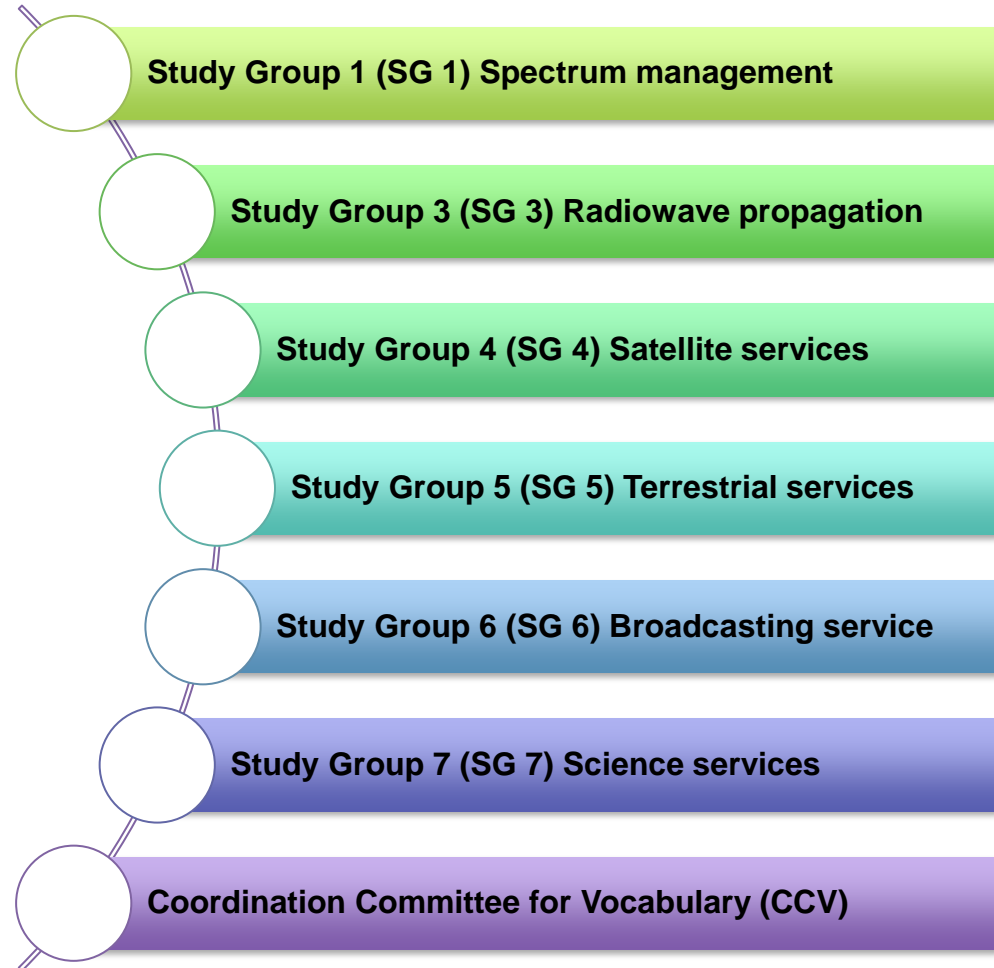 Study Group 1 (SG 1) Spectrum management
Study Group 3 (SG 3) Radiowave propagation
Study Group 4 (SG 4) Satellite services
Study Group 5 (SG 5) Terrestrial services
Study Group 6 (SG 6) Broadcasting service
Study Group 7 (SG 7) Science services
Coordination Committee for Vocabulary (CCV)